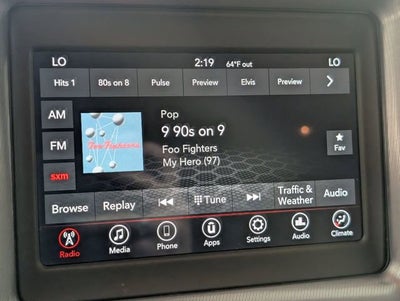 LO 2:19 64°F out LO
Hits 1 80s on 8 Pulse Preview Elvis Preview
AM
Pop
9 90s on 9
FM
Foo Fighters
Foo Fighters
Fav
My Hero (97)
sxm
Browse Replay Tune Traffic & Weather Audio
Radio Media Phone Apps Settings Audio Climate